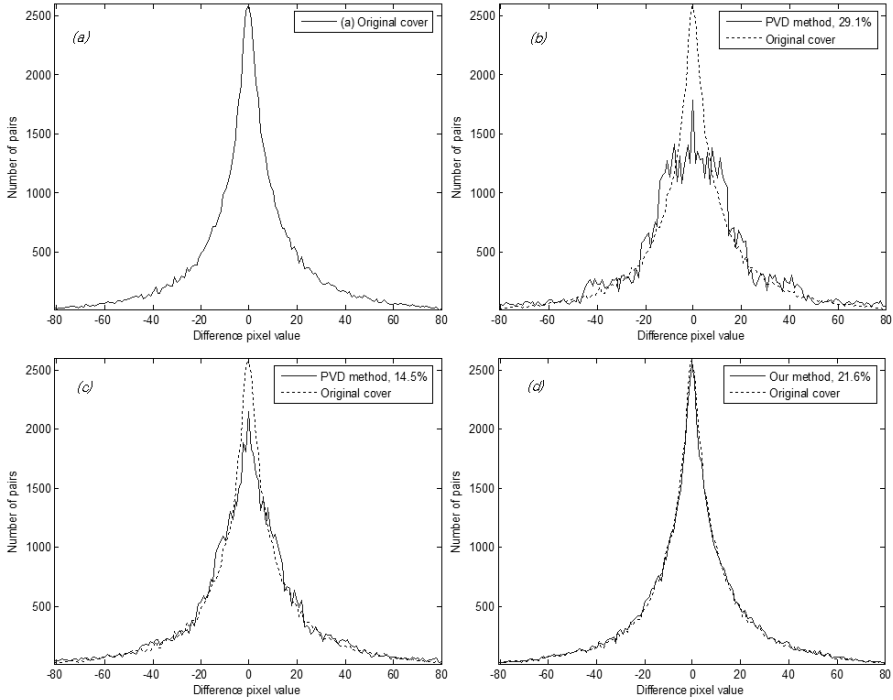 (a)
(a) Original cover
2500
2000
1500
1000
500
-80 -60 -40 -20 0 20 40 60 80
Number of pairs
Difference pixel value
(b)
PVD method, 29.1%
Original cover
2500
2000
1500
1000
500
-80 -60 -40 -20 0 20 40 60 80
Number of pairs
Difference pixel value
(c)
PVD method, 14.5%
Original cover
2500
2000
1500
1000
500
-80 -60 -40 -20 0 20 40 60 80
Number of pairs
Difference pixel value
(d)
Our method, 21.6%
Original cover
2500
2000
1500
1000
500
-80 -60 -40 -20 0 20 40 60 80
Number of pairs
Difference pixel value